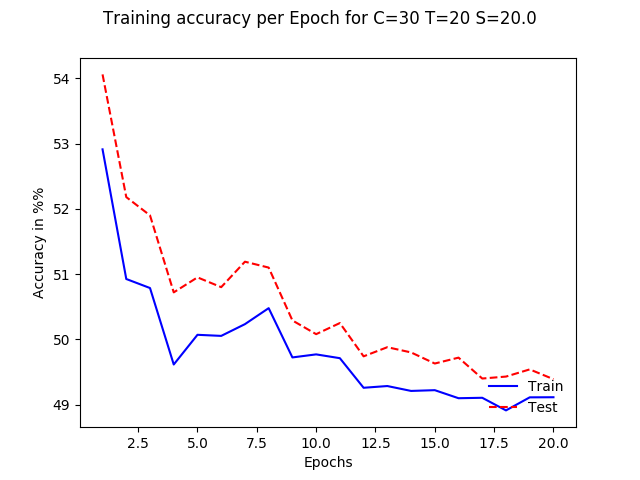 Training accuracy per Epoch for C=30 T=20 S=20.0
54
53
52
51
50
49
Accuracy in %%
2.5 5.0 7.5 10.0 12.5 15.0 17.5 20.0
Epochs
Train
Test